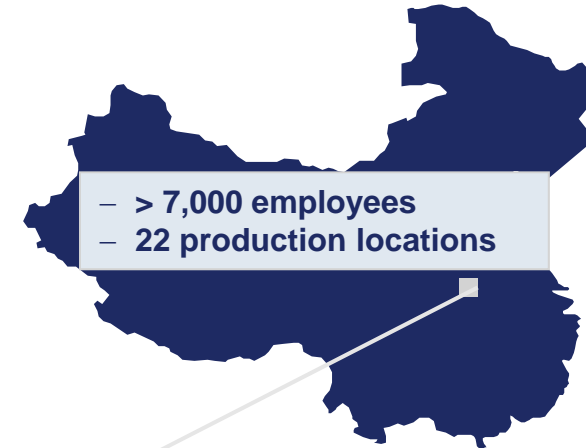 – > 7,000 employees
– 22 production locations